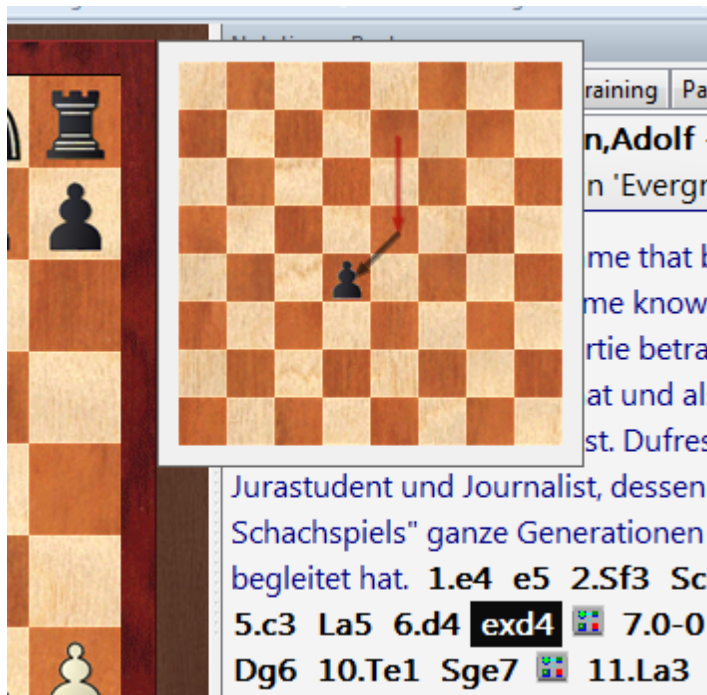 raining Pa
n,Adolf -
n 'Evergr
me that b
me know
rtie betra
at und als
st. Dufres
Jurastudent und Journalist, dessen
Schachspiels" ganze Generationen
begleitet hat. 1.e4 e5 2.Sf3 Sc
5.c3 La5 6.d4 exd4 7.0-0
Dg6 10.Te1 Sge7 11.La3